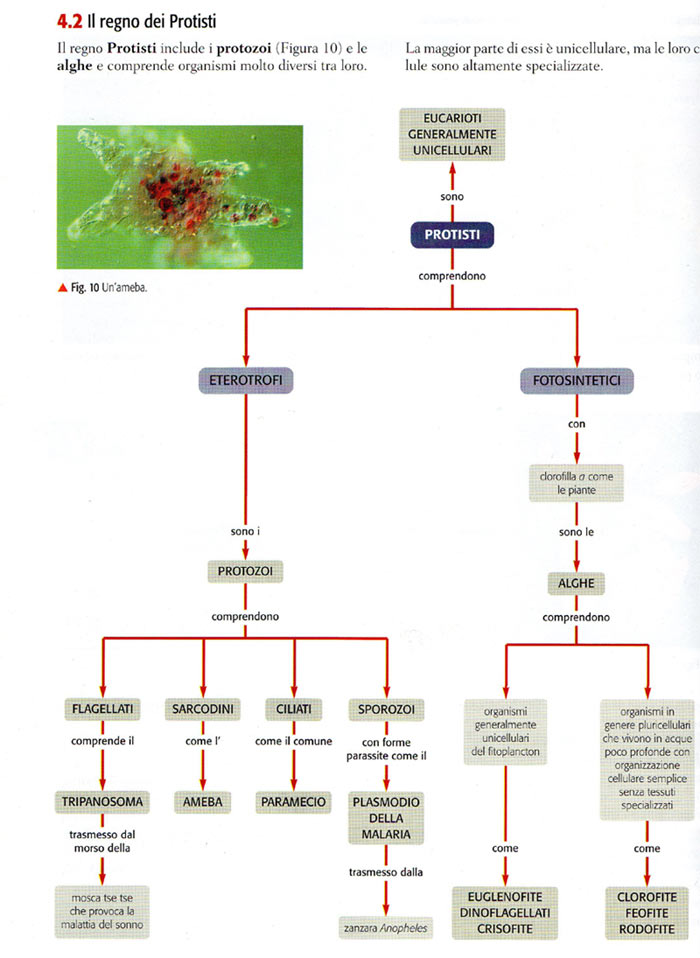 4.2 Il regno dei Protisti
Il regno Protisti include i protozoi (Figura 10) e le
alghe e comprende organismi molto diversi tra loro.
La maggior parte di essi è unicellulare, ma le loro c
lule sono altamente specializzate.
▲ Fig. 10 Un'ameba.
EUCARIOTI
GENERALMENTE
UNICELLULARI
sono
PROTISTI
comprendono
ETEROTROFI
FOTOSINTETICI
con
clorofilla a come
le piante
sono i
sono le
PROTOZOI
ALGHE
comprendono
comprendono
FLAGELLATI
SARCODINI
CILIATI
SPOROZOI
comprende il
come l'
come il comune
con forme
parassite come il
TRIPANOSOMA
AMEBA
PARAMECIO
PLASMODIO
DELLA
MALARIA
trasmesso dal
morso della
trasmesso dalla
mosca tse tse
che provoca la
malattia del sonno
zanzara Anopheles
organismi
generalmente
unicellulari
del fitoplancton
organismi in
genere pluricellulari
che vivono in acque
poco profonde con
organizzazione
cellulare semplice
senza tessuti
specializzati
come
come
EUGLENOFITE
DINOFLAGELLATI
CRISOFITE
CLOROFITE
FEOFITE
RODOFITE